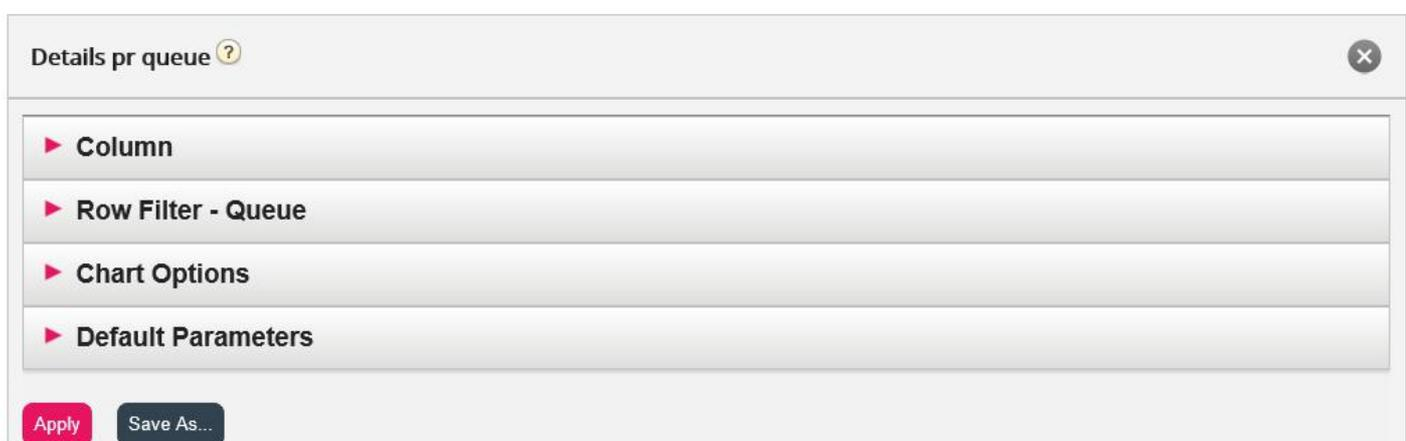 Details pr queue ?
Column
Row Filter - Queue
Chart Options
Default Parameters
Apply Save As...